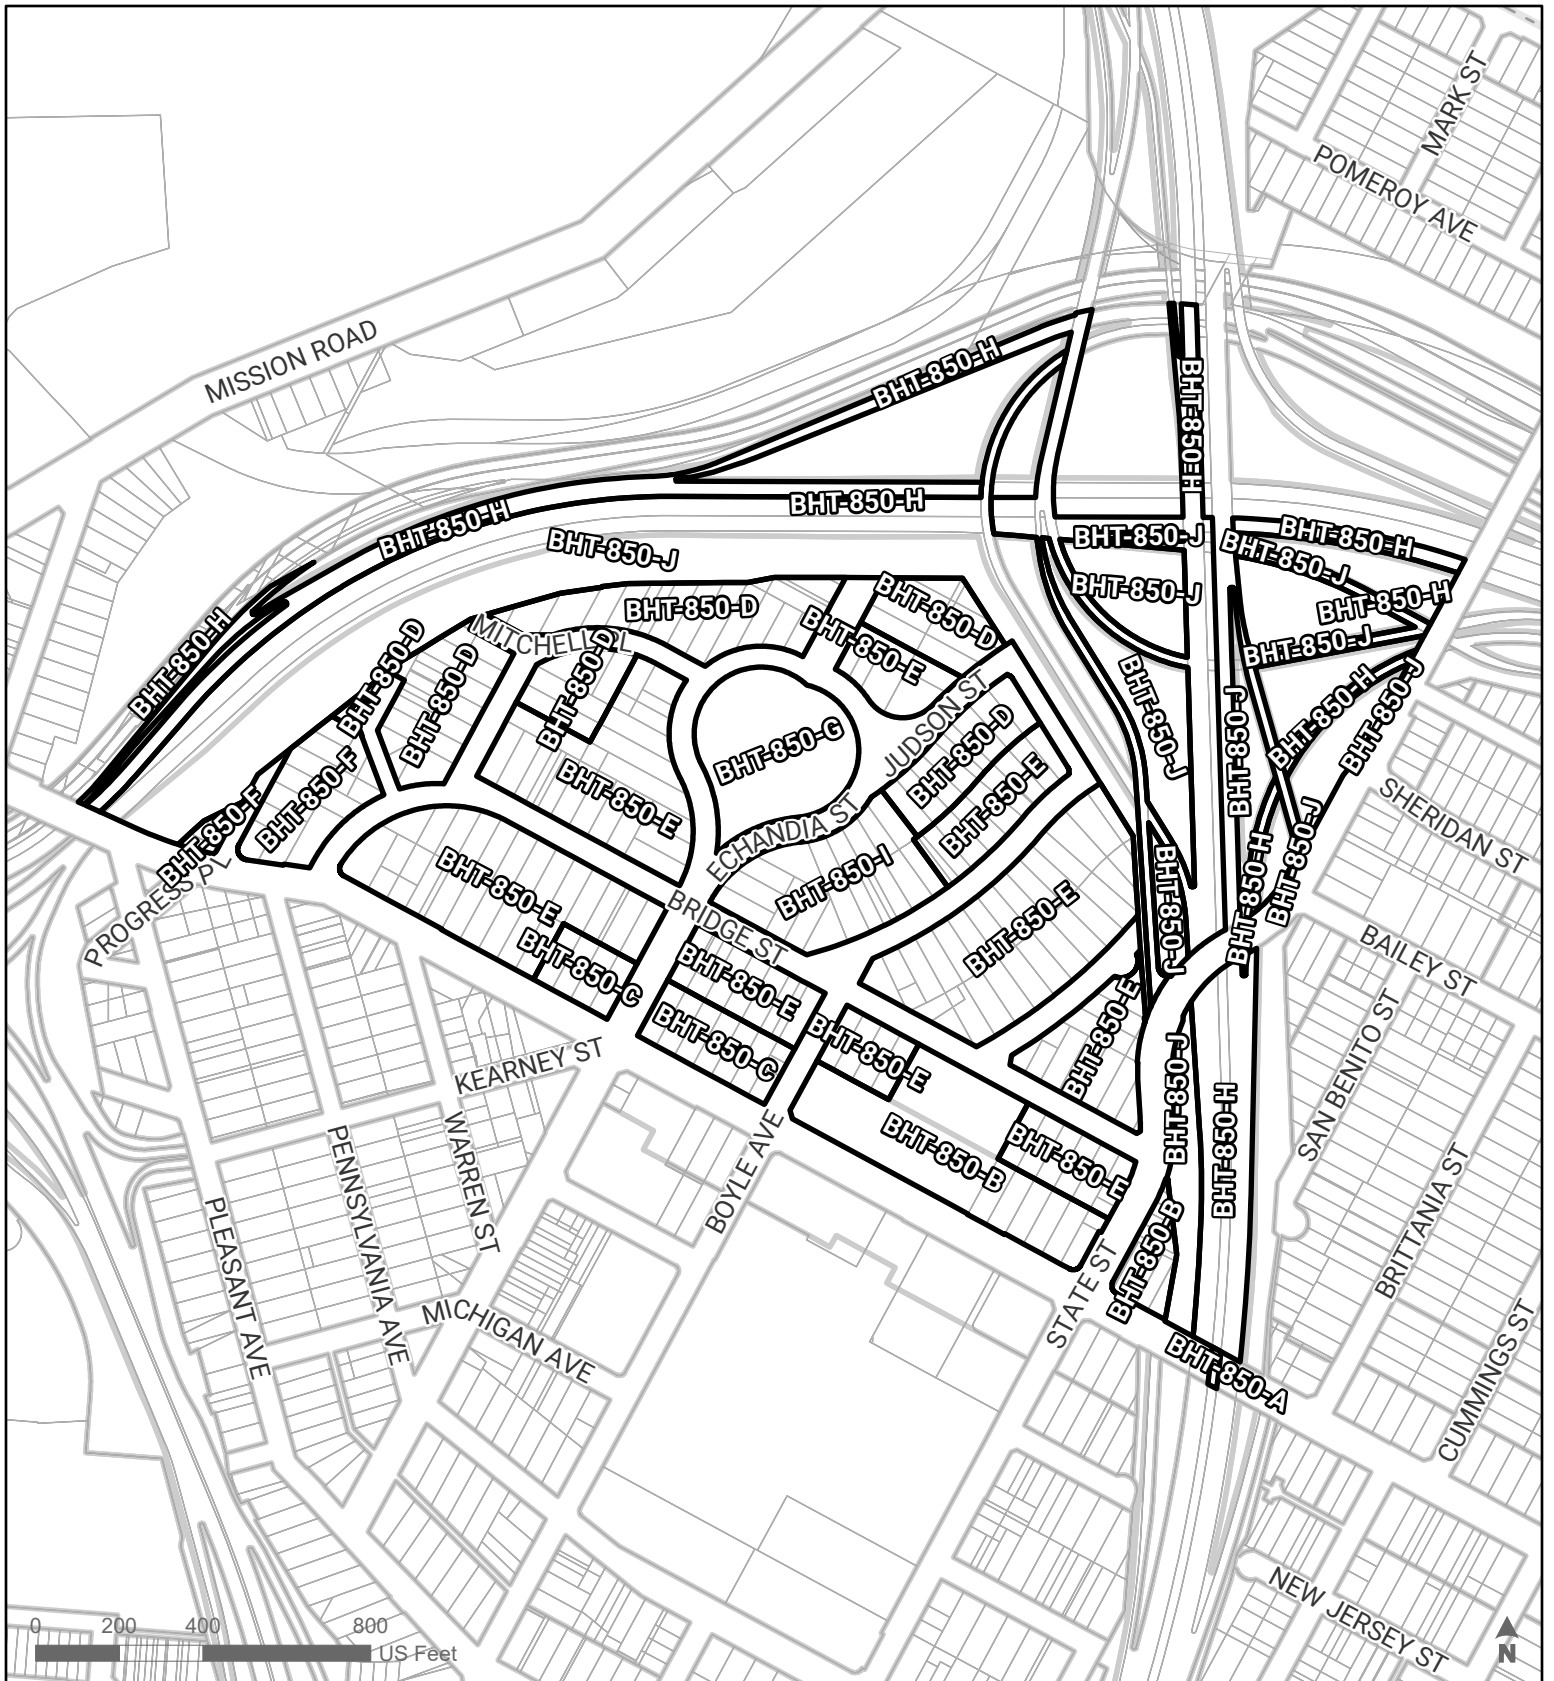 MARK ST
POMEROY AVE
MISSION ROAD
BHT-850-H
BHT-850-H
BHT-850-H
BHT-850-H
BHT-850-J
BHT-850-H
BHT-850-J
BHT-850-H
BHT-850-J
BHT-850-J
BHT-850-H
BHT-850-D
BHT-850-D
BHT-850-E
MITCHELL PL
BHT-850-D
BHT-850-D
BHT-850-D
BHT-850-H
BHT-850-J
BHT-850-H
BHT-850-J
BHT-850-J
BHT-850-J
JUDSON ST
BHT-850-G
BHT-850-D
BHT-850-E
BHT-850-F
BHT-850-E
BHT-850-F
PROGRESS PL
ECHANDIA ST
SHERIDAN ST
BHT-850-I
BHT-850-E
BHT-850-J
BHT-850-H
BHT-850-J
BRIDGE ST
BHT-850-E
BHT-850-C
BHT-850-E
BAILEY ST
BHT-850-C
BHT-850-E
BHT-850-E
KEARNEY ST
SAN BENITO ST
BHT-850-J
BHT-850-H
BHT-850-B
BHT-850-E
WARREN ST
PENNSYLVANIA AVE
PLEASANT AVE
BOYLE AVE
BRITTANIA ST
BHT-850-B
STATE ST
MICHIGAN AVE
BHT-850-A
CUMMINGS ST
NEW JERSEY ST
0 200 400 800
US Feet
N